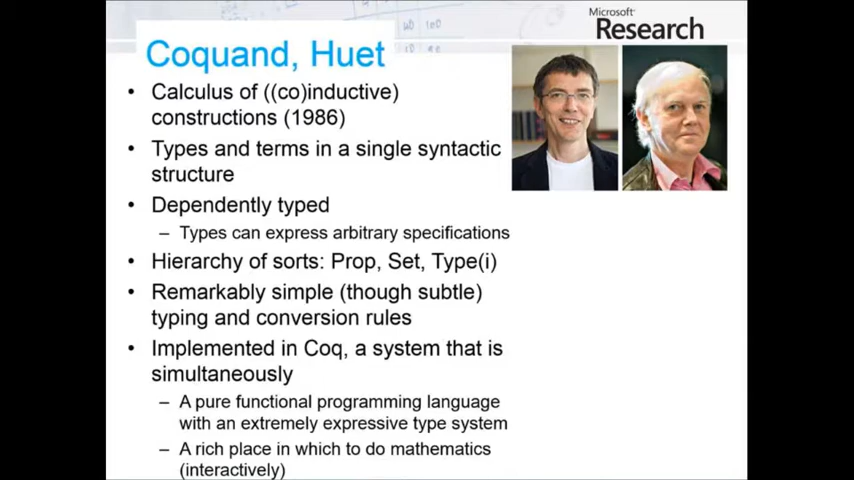 Microsoft
Research
Coquand, Huet
• Calculus of ((co)inductive)
constructions (1986)
• Types and terms in a single syntactic
structure
• Dependently typed
– Types can express arbitrary specifications
• Hierarchy of sorts: Prop, Set, Type(i)
• Remarkably simple (though subtle)
typing and conversion rules
• Implemented in Coq, a system that is
simultaneously
– A pure functional programming language
with an extremely expressive type system
– A rich place in which to do mathematics
(interactively)